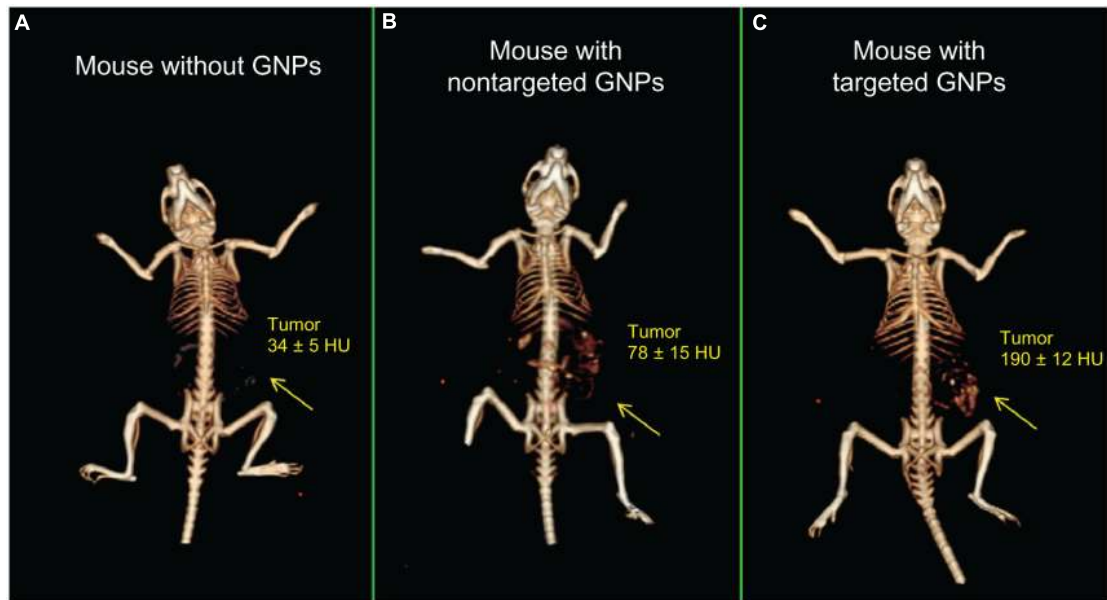 A
Mouse without GNPs
Tumor
34 ± 5 HU
B
Mouse with
nontargeted GNPs
Tumor
78 ± 15 HU
C
Mouse with
targeted GNPs
Tumor
190 ± 12 HU